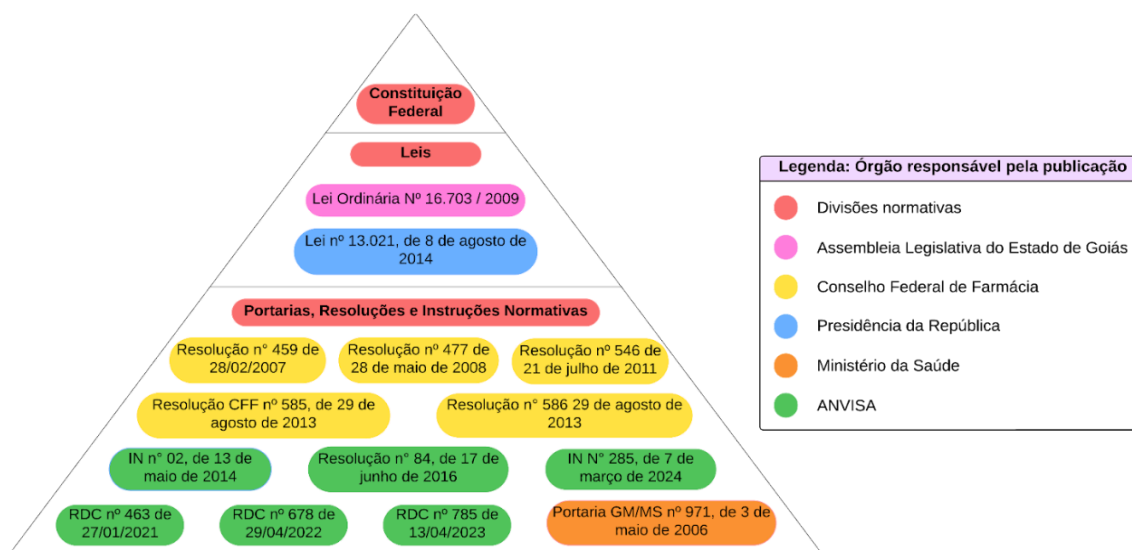 Constituição
Federal
Leis
Lei Ordinária Nº 16.703 / 2009
Lei nº 13.021, de 8 de agosto de
2014
Portarias, Resoluções e Instruções Normativas
Resolução n° 459 de
28/02/2007
Resolução nº 477 de
28 de maio de 2008
Resolução nº 546 de
21 de julho de 2011
Resolução CFF nº 585, de 29 de
agosto de 2013
Resolução n° 586 29 de agosto de
2013
IN n° 02, de 13 de
maio de 2014
Resolução n° 84, de 17 de
junho de 2016
IN N° 285, de 7 de
março de 2024
RDC nº 463 de
27/01/2021
RDC nº 678 de
29/04/2022
RDC nº 785 de
13/04/2023
Portaria GM/MS nº 971, de 3 de
maio de 2006
Legenda: Órgão responsável pela publicação
Divisões normativas
Assembleia Legislativa do Estado de Goiás
Conselho Federal de Farmácia
Presidência da República
Ministério da Saúde
ANVISA